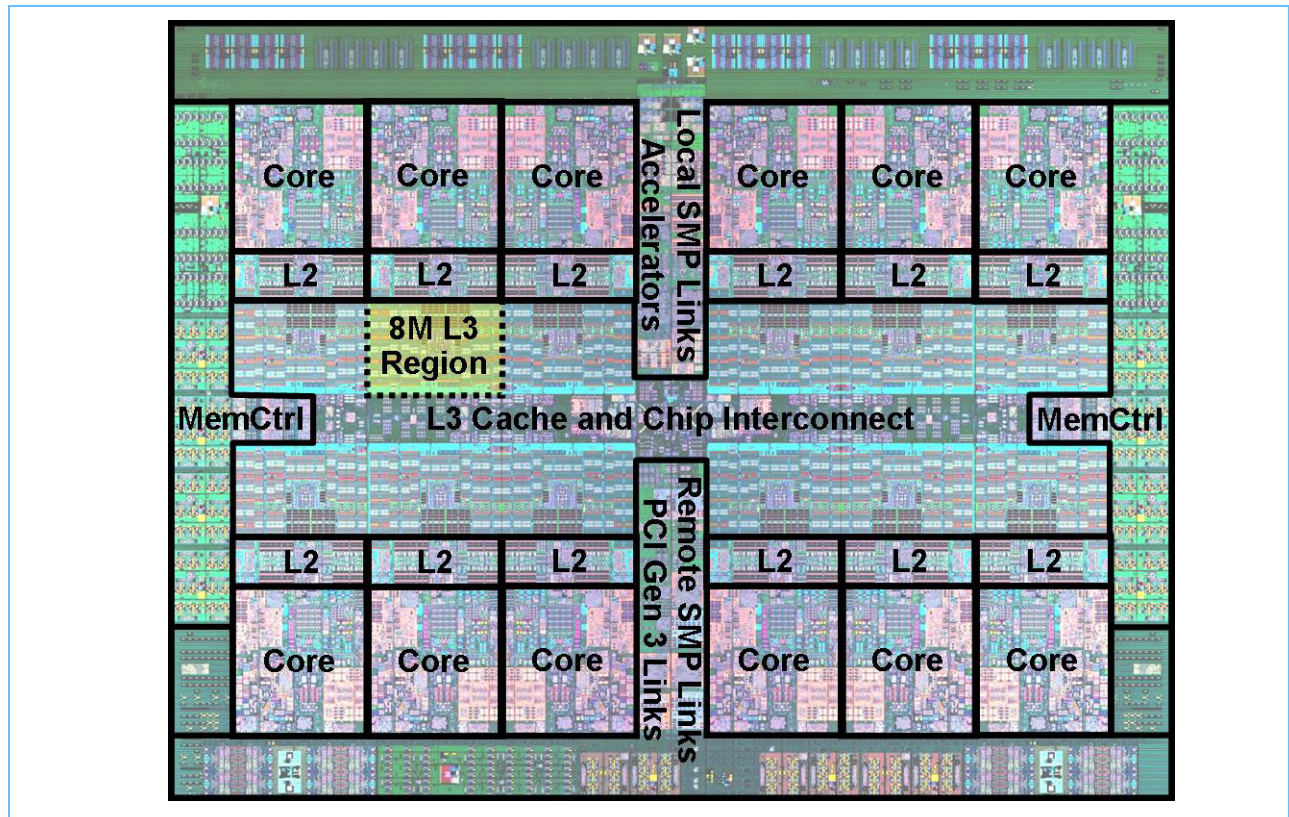 Core
Core
Core
Core
Core
Core
L2
L2
L2
L2
L2
L2
Accelerators
Local SMP Links
8M L3
Region
MemCtrl
L3 Cache and Chip Interconnect
MemCtrl
PCI Gen 3 Links
Remote SMP Links
L2
L2
L2
L2
L2
L2
Core
Core
Core
Core
Core
Core